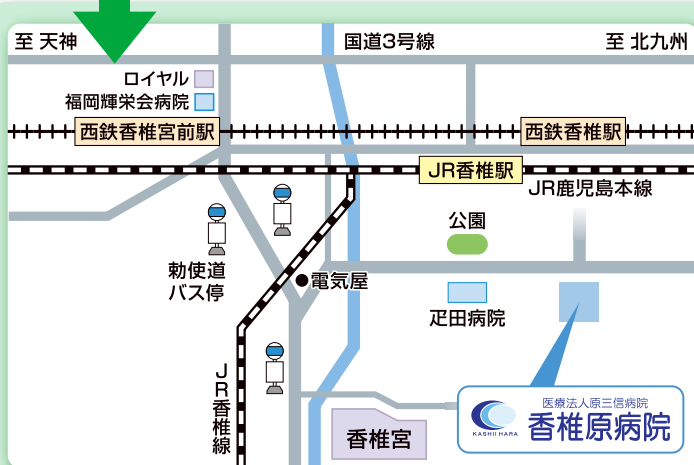 至 天神
国道3号線
至 北九州
ロイヤル
福岡輝栄会病院
西鉄香椎宮前駅
西鉄香椎駅
JR香椎駅
JR鹿児島本線
公園
勅使道
バス停
電気屋
疋田病院
JR香椎線
香椎宮
医療法人原三信病院
香椎原病院
KASHII HARA